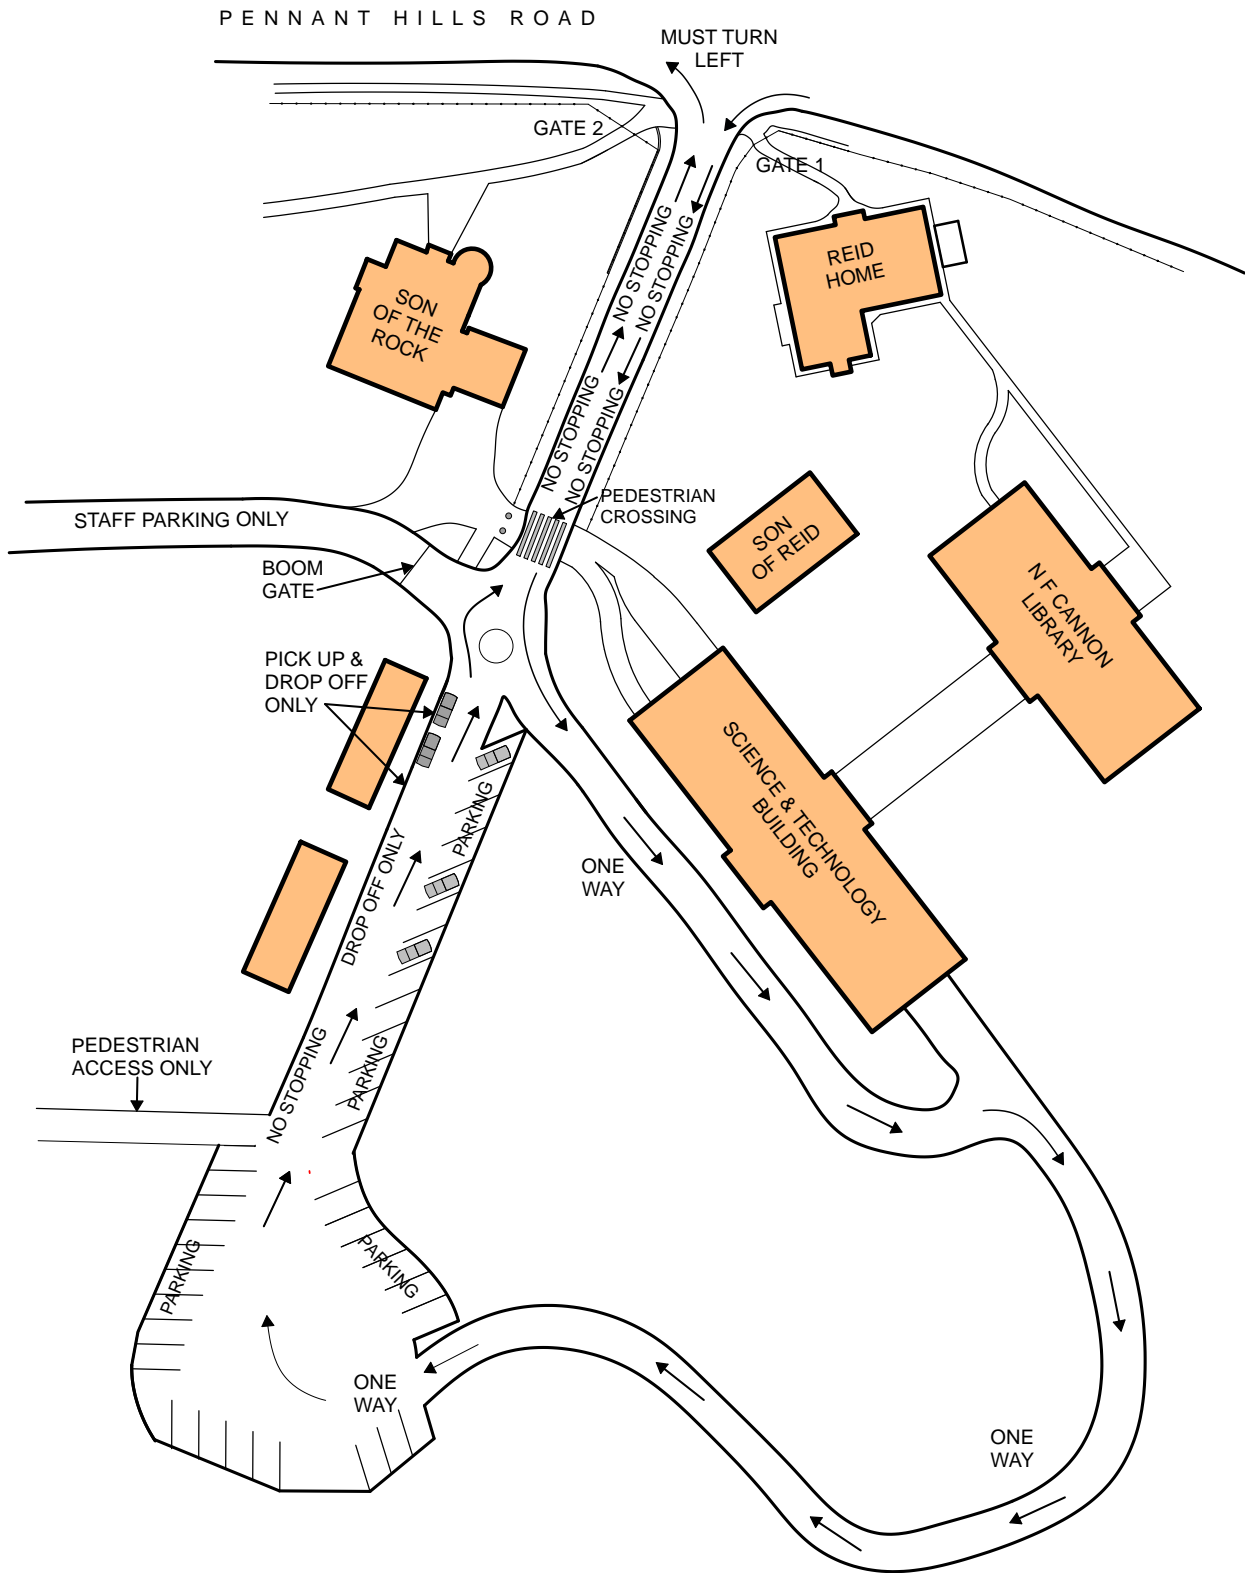 PENNANT HILLS ROAD
MUST TURN
LEFT
GATE 2
GATE 1
NO STOPPING
NO STOPPING
REID
HOME
SON
OF THE
ROCK
NO STOPPING
NO STOPPING
PEDESTRIAN
CROSSING
STAFF PARKING ONLY
SON
OF REID
BOOM
GATE
N F CANNON
LIBRARY
PICK UP &
DROP OFF
ONLY
SCIENCE & TECHNOLOGY
BUILDING
PARKING
DROP OFF ONLY
ONE
WAY
PEDESTRIAN
ACCESS ONLY
NO STOPPING
PARKING
PARKING
PARKING
ONE
WAY
ONE
WAY